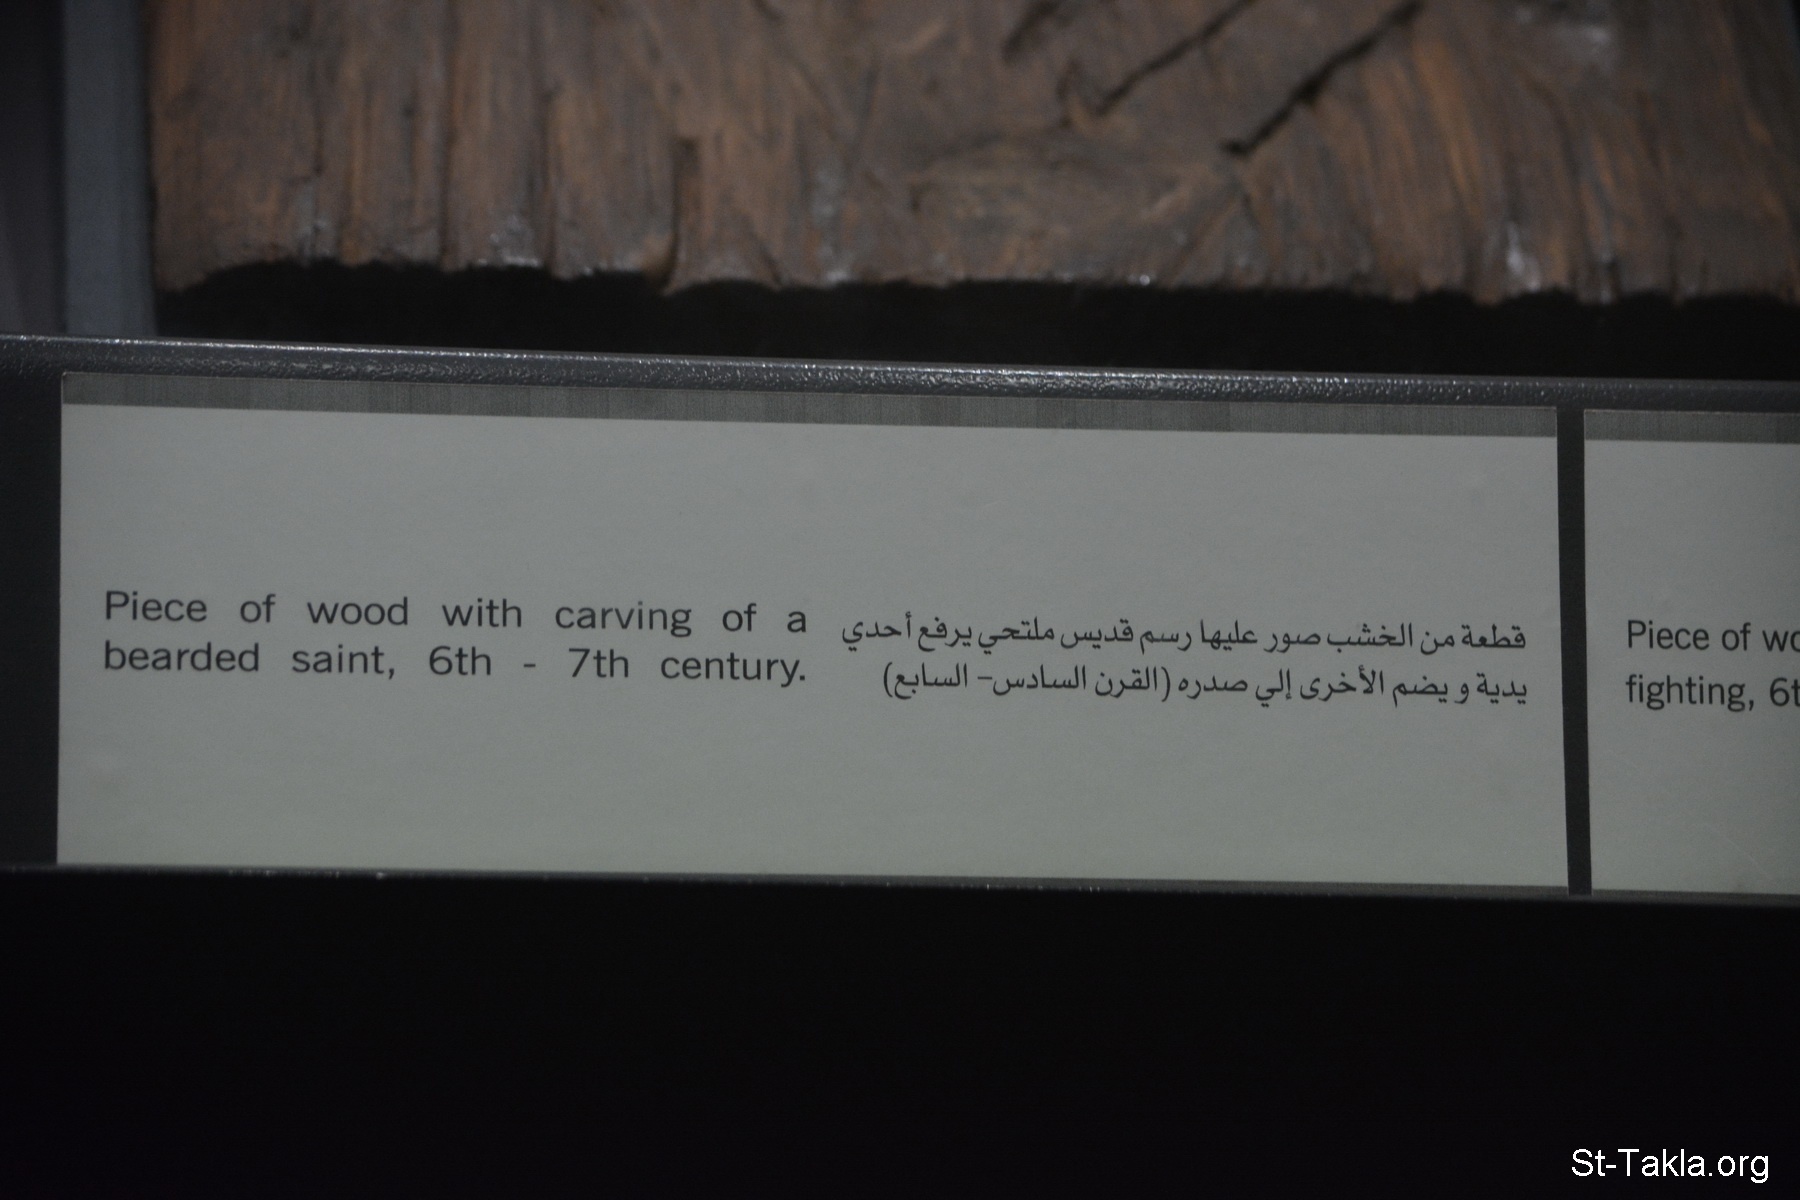 Piece of wood with carving of a
bearded saint, 6th - 7th century.
قطعة من الخشب صور عليها رسم قديس ملتحي يرفع أحدي
يدية و يضم الأخرى إلي صدره (القرن السادس- السابع)
Piece of wo
fighting, 6t
St-Takla.org